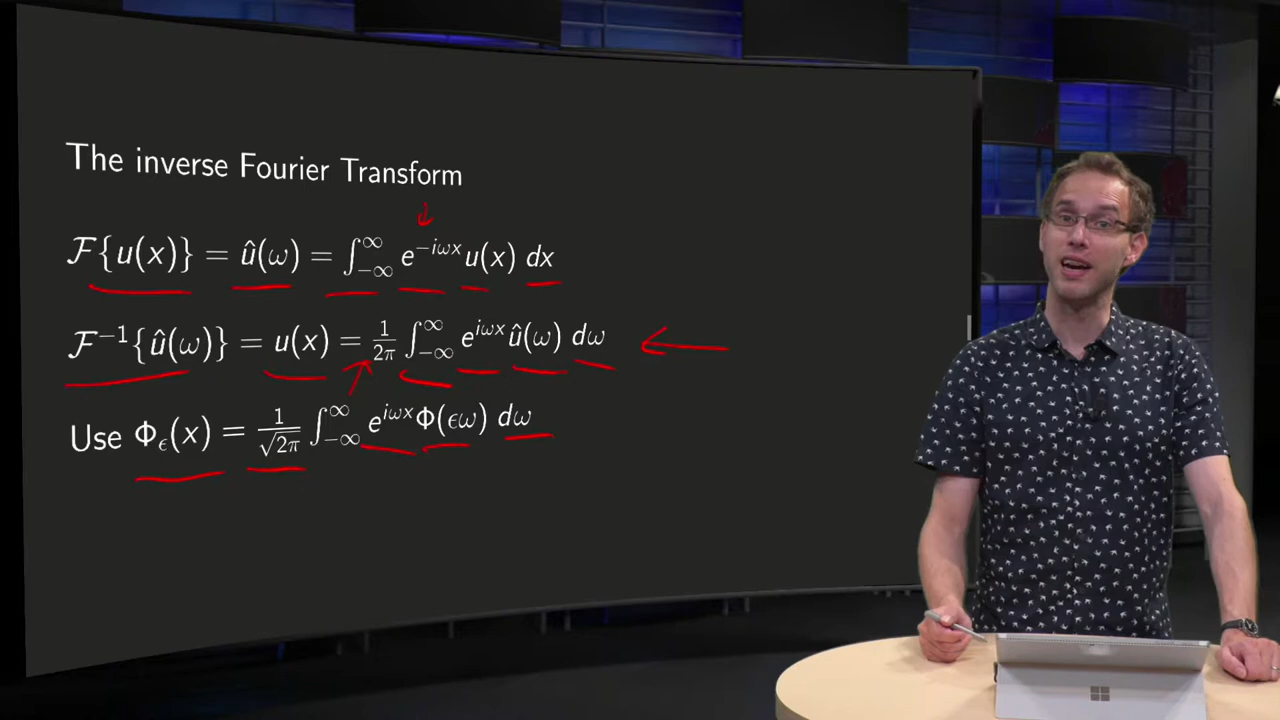 The inverse Fourier Transform
ℱ{u(x)} = û(ω) = ∫_{−∞}^{∞} e^{−iωx} u(x) dx
ℱ^{−1}{û(ω)} = u(x) = \frac{1}{2π} ∫_{−∞}^{∞} e^{iωx} û(ω) dω
Use Φ_ϵ(x) = \frac{1}{\sqrt{2π}} ∫_{−∞}^{∞} e^{iωx} Φ(ϵω) dω